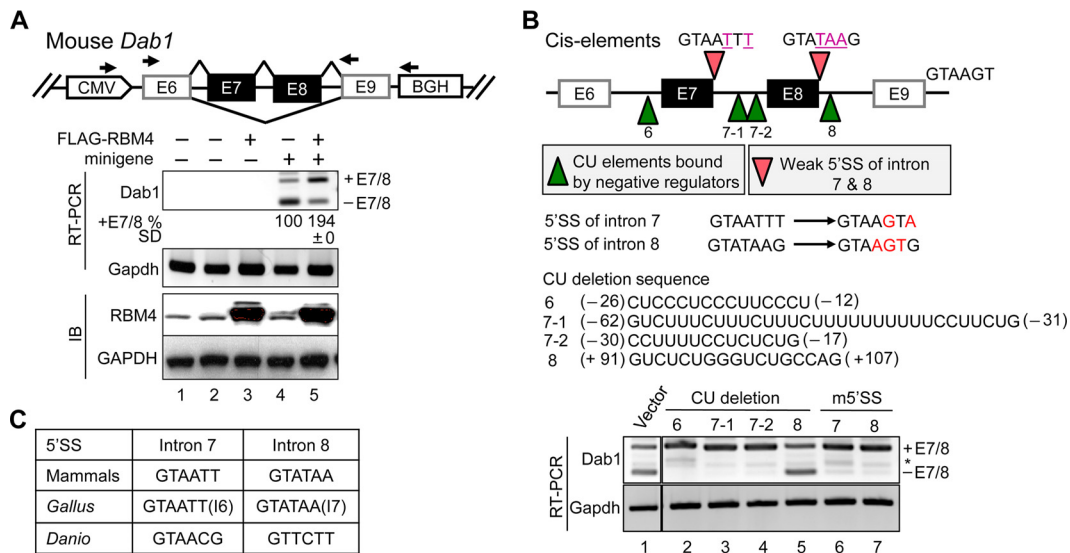 A
Mouse Dab1
CMV E6 E7 E8 E9 BGH
FLAG-RBM4 − − + − +
minigene − − − + +
RT-PCR
Dab1
+E7/8
−E7/8
+E7/8 % 100 194
SD ±0
Gapdh
IB
RBM4
GAPDH
1 2 3 4 5
B
Cis-elements
GTAATTT GTATAAG
E6 E7 E8 E9 GTAAGT
6 7-1 7-2 8
CU elements bound
by negative regulators
Weak 5'SS of intron
7 & 8
5'SS of intron 7 GTAATTT GTAAGTA
5'SS of intron 8 GTATAAG GTAAGTG
CU deletion sequence
6 (−26)CUCCCUCCCUUCCCU(−12)
7-1 (−62)GUCUUUCUUUCUUUCUUUUUUUUUUCCUUCUG(−31)
7-2 (−30)CCUUUUCCUCUCUG(−17)
8 (+91)GUCUCUGGGUCUGCCAG(+107)
Vector
CU deletion m5'SS
6 7-1 7-2 8 7 8
RT-PCR
Dab1
+E7/8
*
−E7/8
Gapdh
1 2 3 4 5 6 7
C
5'SS Intron 7 Intron 8
Mammals GTAATT GTATAA
Gallus GTAATT(I6) GTATAA(I7)
Danio GTAACG GTTCTT